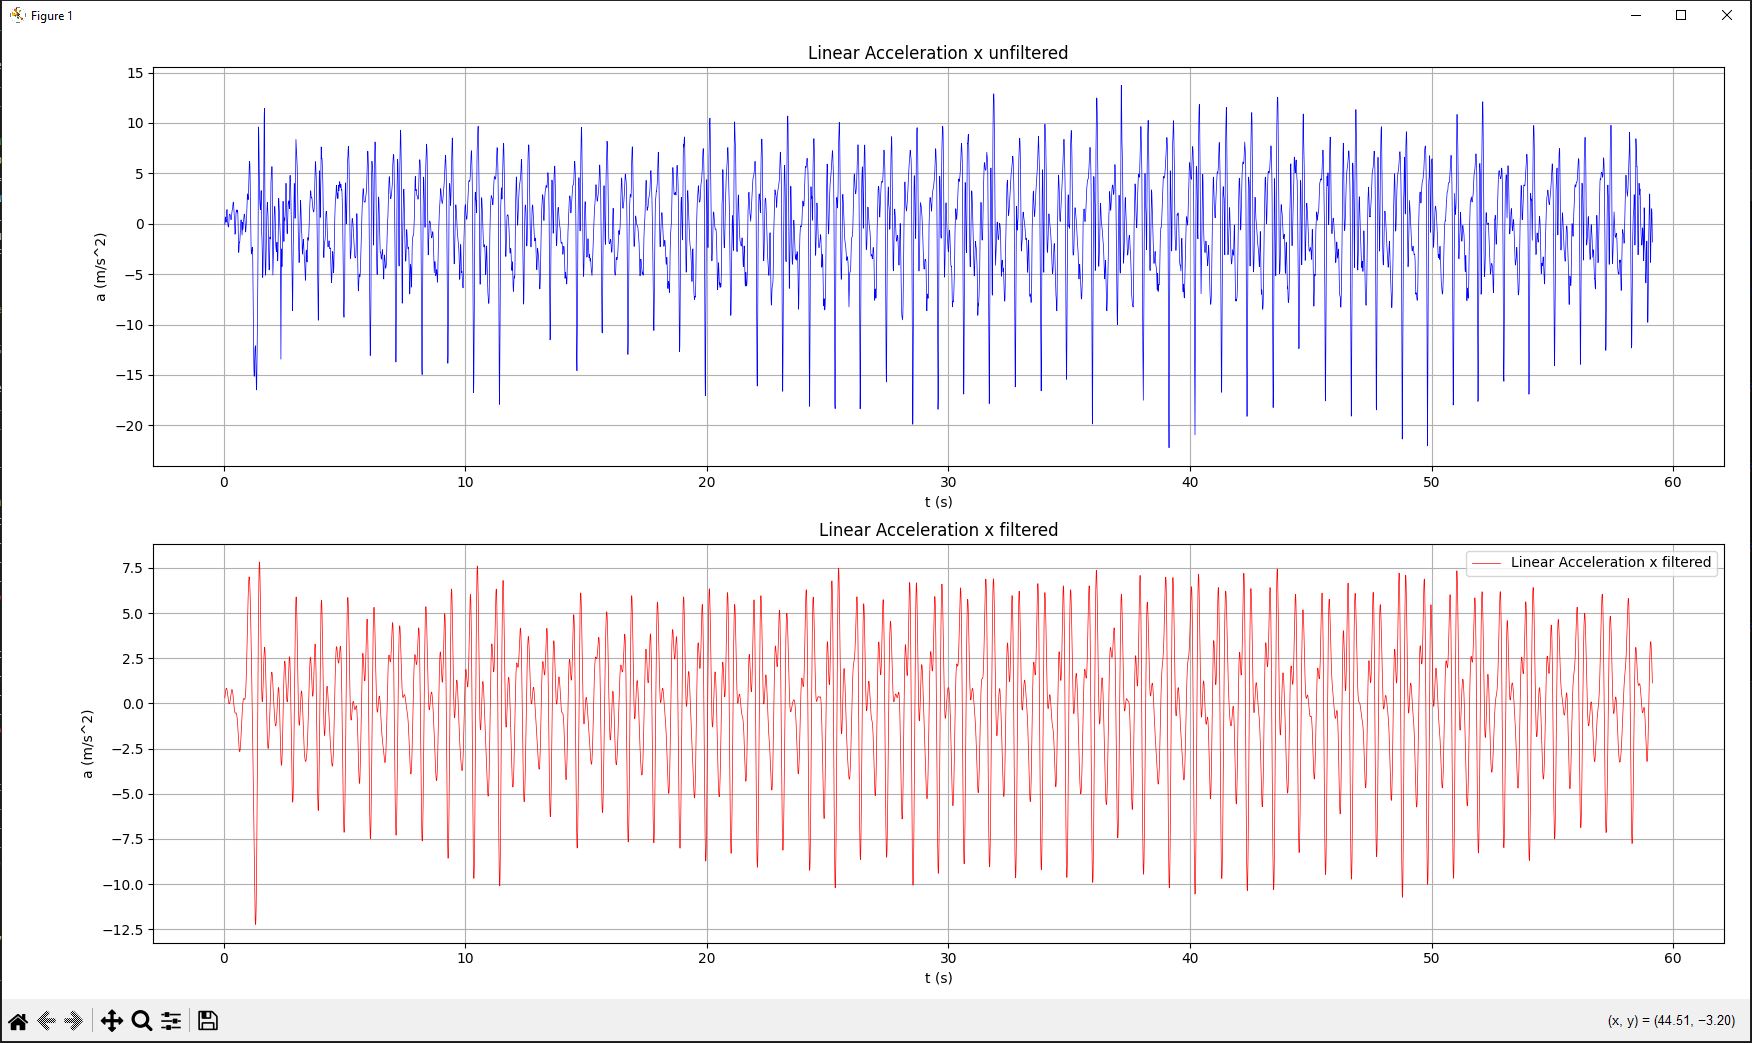 Figure 1
Linear Acceleration x unfiltered
15
10
5
0
−5
−10
−15
−20
a (m/s^2)
0 10 20 30 40 50 60
t (s)
Linear Acceleration x filtered
Linear Acceleration x filtered
7.5
5.0
2.5
0.0
−2.5
−5.0
−7.5
−10.0
−12.5
a (m/s^2)
0 10 20 30 40 50 60
t (s)
(x, y) = (44.51, −3.20)